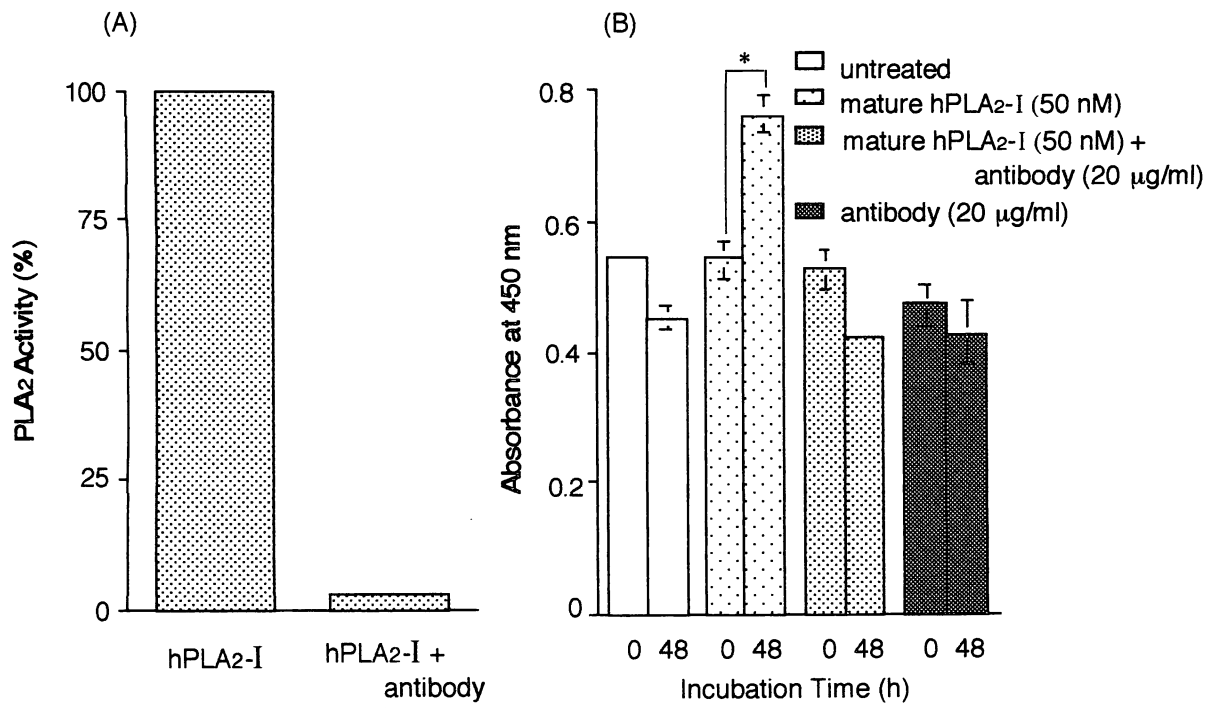 (A)
PLA2 Activity (%)
100
75
50
25
0
hPLA2-I
hPLA2-I +
antibody
(B)
untreated
mature hPLA2-I (50 nM)
mature hPLA2-I (50 nM) +
antibody (20 μg/ml)
antibody (20 μg/ml)
*
Absorbance at 450 nm
0.8
0.6
0.4
0.2
0
0 48 0 48 0 48 0 48
Incubation Time (h)